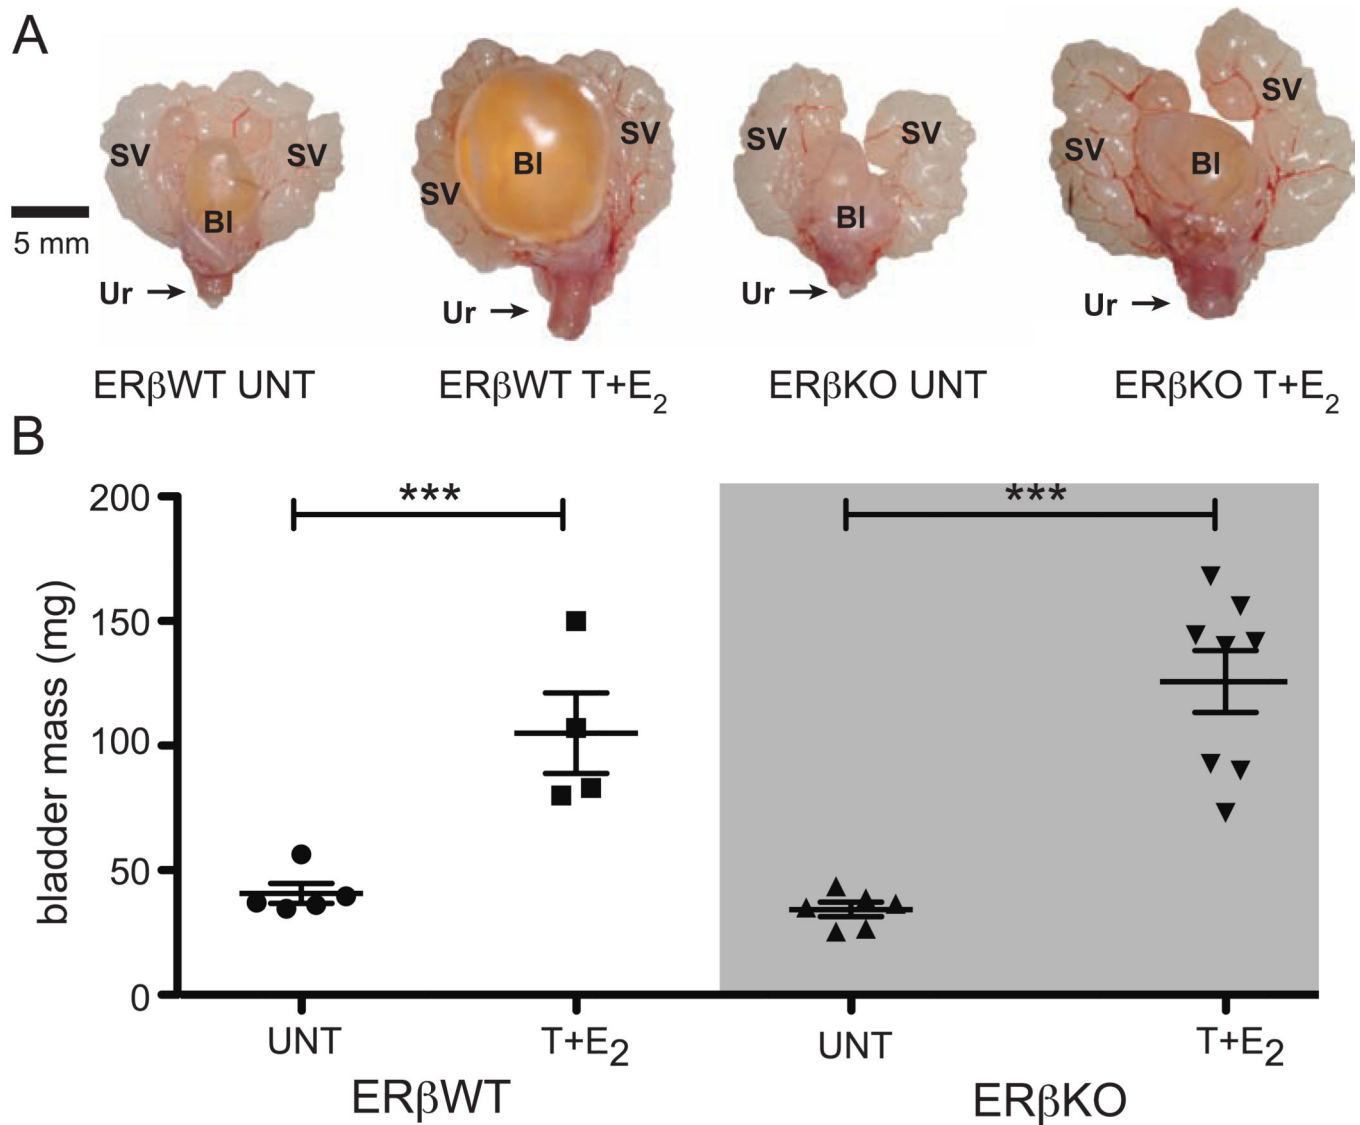 A
SV SV Bl
SV Bl SV
SV SV Bl
SV SV Bl
5 mm
Ur → Ur → Ur → Ur →
ERβWT UNT ERβWT T+E₂ ERβKO UNT ERβKO T+E₂
B
*** ***
200
150
100
50
0
bladder mass (mg)
UNT T+E₂ UNT T+E₂
ERβWT ERβKO